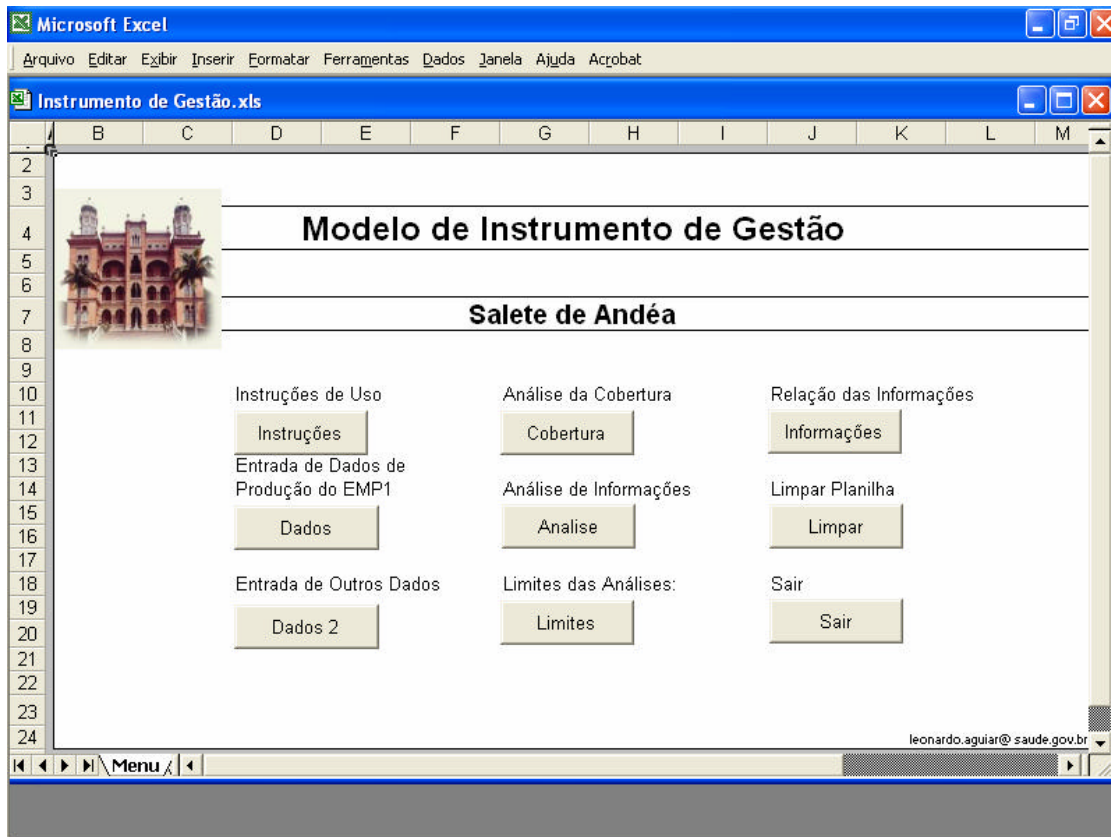 Microsoft Excel
Arquivo Editar Exibir Inserir Formatar Ferramentas Dados Janela Ajuda Acrobat
Instrumento de Gestão.xls
B C D E F G H I J K L M
2
3
4 Modelo de Instrumento de Gestão
5
6
7 Salete de Andéa
8
9
10 Instruções de Uso Análise da Cobertura Relação das Informações
11
Instruções Cobertura Informações
12
13 Entrada de Dados de
14 Produção do EMP1 Análise de Informações Limpar Planilha
15
Dados Analise Limpar
16
17
18 Entrada de Outros Dados Limites das Análises: Sair
19
Dados 2 Limites Sair
20
21
22
23
24 leonardo.aguiar@ saude.gov.br
Menu